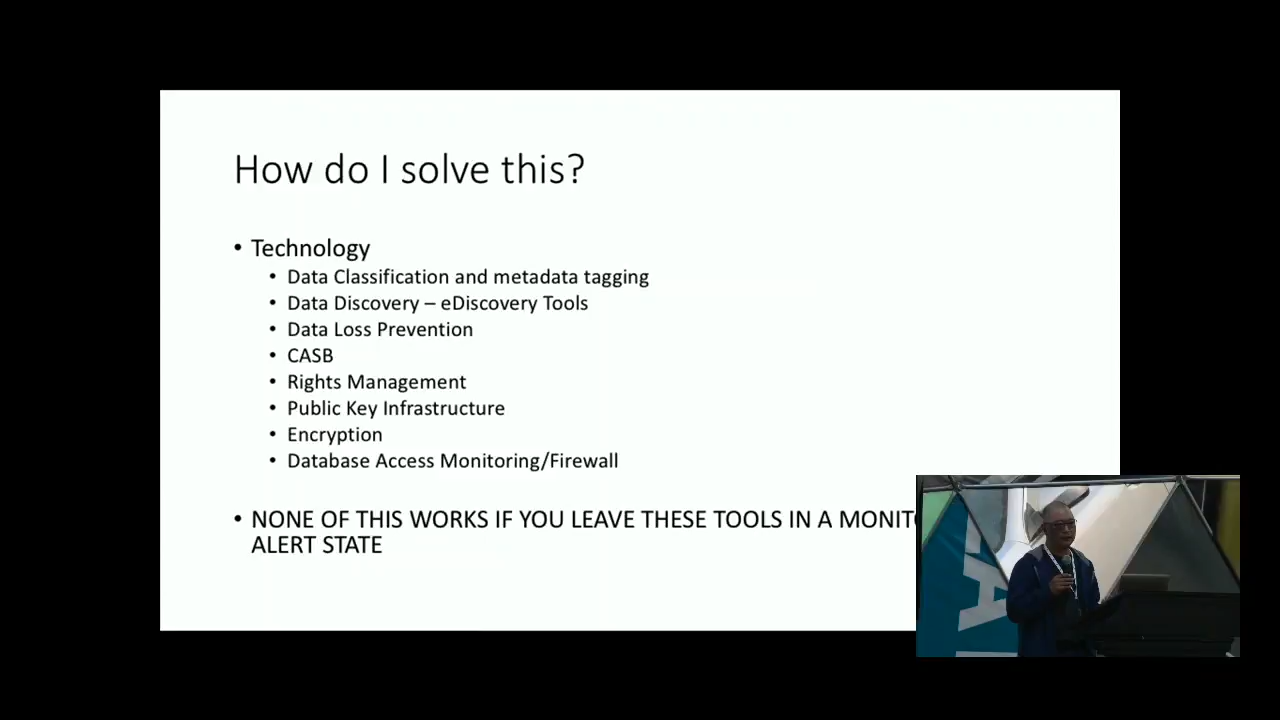 How do I solve this?
• Technology
• Data Classification and metadata tagging
• Data Discovery – eDiscovery Tools
• Data Loss Prevention
• CASB
• Rights Management
• Public Key Infrastructure
• Encryption
• Database Access Monitoring/Firewall
• NONE OF THIS WORKS IF YOU LEAVE THESE TOOLS IN A
ALERT STATE